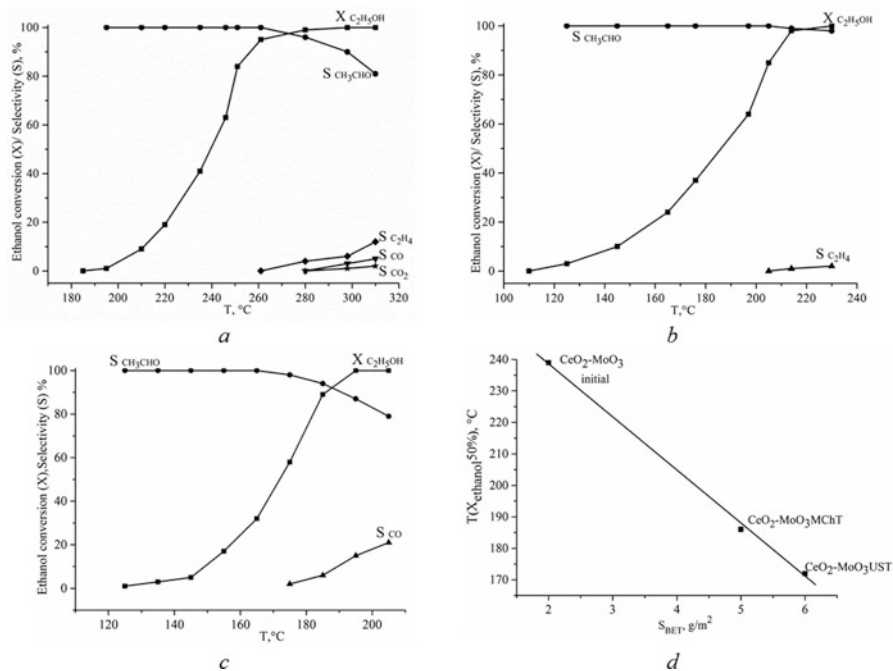 Ethanol conversion (X)/ Selectivity (S), %
100
80
60
40
20
0
X C2H5OH
S CH3CHO
S C2H4
S CO
S CO2
180 200 220 240 260 280 300 320
T, °C
a
Ethanol conversion (X)/ Selectivity (S), %
100
80
60
40
20
0
X C2H5OH
S CH3CHO
S C2H4
100 120 140 160 180 200 220 240
T, °C
b
Ethanol conversion (X),Selectivity (S) %
100
80
60
40
20
0
S CH3CHO
X C2H5OH
S CO
120 140 160 180 200
T,°C
c
T(Xethanol50%), °C
240
230
220
210
200
190
180
170
CeO2-MoO3
initial
CeO2-MoO3MChT
CeO2-MoO3UST
2 3 4 5 6
SBET, g/m2
d